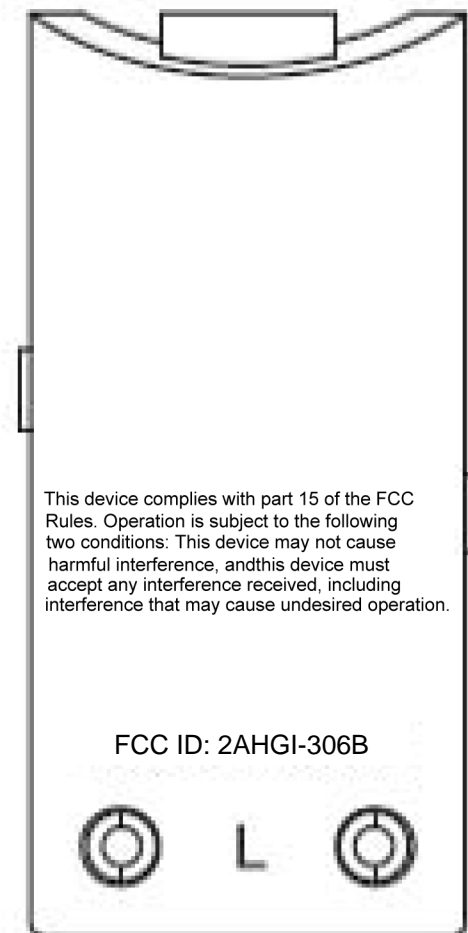 This device complies with part 15 of the FCC
Rules. Operation is subject to the following
two conditions: This device may not cause
harmful interference, andthis device must
accept any interference received, including
interference that may cause undesired operation.
FCC ID: 2AHGI-306B
L